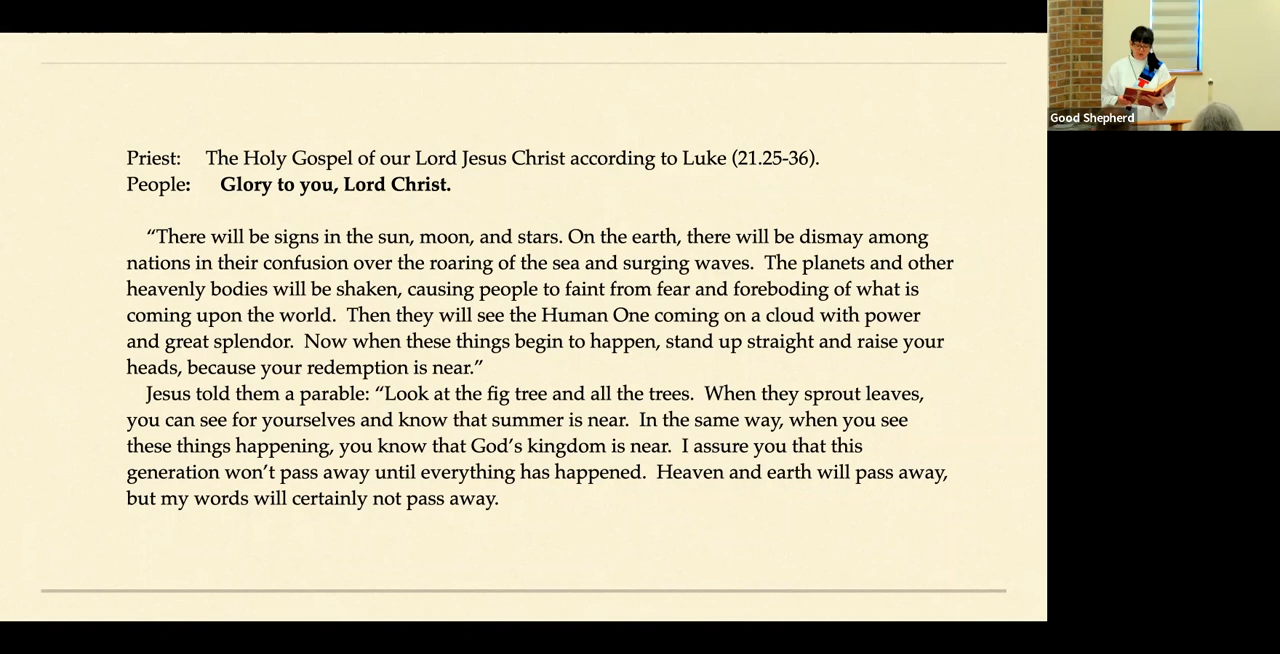 Priest: The Holy Gospel of our Lord Jesus Christ according to Luke (21.25-36).
People: Glory to you, Lord Christ.
“There will be signs in the sun, moon, and stars. On the earth, there will be dismay among
nations in their confusion over the roaring of the sea and surging waves. The planets and other
heavenly bodies will be shaken, causing people to faint from fear and foreboding of what is
coming upon the world. Then they will see the Human One coming on a cloud with power
and great splendor. Now when these things begin to happen, stand up straight and raise your
heads, because your redemption is near.”
Jesus told them a parable: “Look at the fig tree and all the trees. When they sprout leaves,
you can see for yourselves and know that summer is near. In the same way, when you see
these things happening, you know that God’s kingdom is near. I assure you that this
generation won’t pass away until everything has happened. Heaven and earth will pass away,
but my words will certainly not pass away.
Good Shepherd